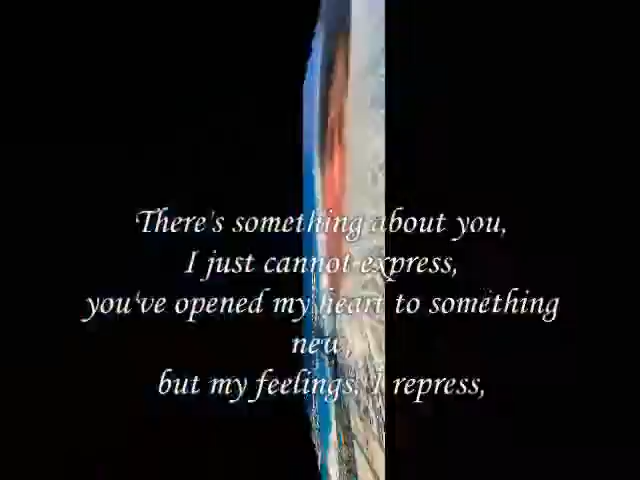 There's something about you,
I just cannot express,
you've opened my heart to something
new,
but my feelings, I repress,